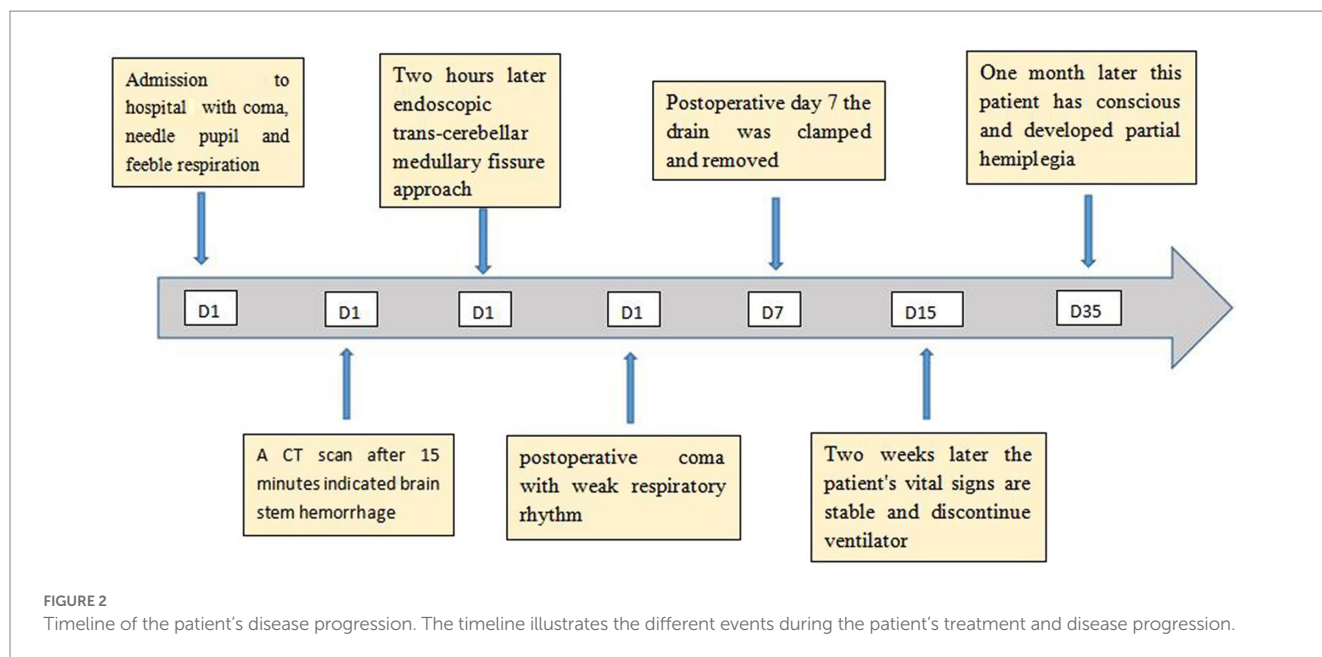 Admission to
hospital with coma,
needle pupil and
feeble respiration
Two hours later
endoscopic
trans-cerebellar
medullary fissure
approach
Postoperative day 7 the
drain was clamped
and removed
One month later this
patient has conscious
and developed partial
hemiplegia
D1
D1
D1
D1
D7
D15
D35
A CT scan after 15
minutes indicated brain
stem hemorrhage
postoperative coma
with weak respiratory
rhythm
Two weeks later the
patient's vital signs are
stable and discontinue
ventilator
FIGURE 2
Timeline of the patient’s disease progression. The timeline illustrates the different events during the patient’s treatment and disease progression.